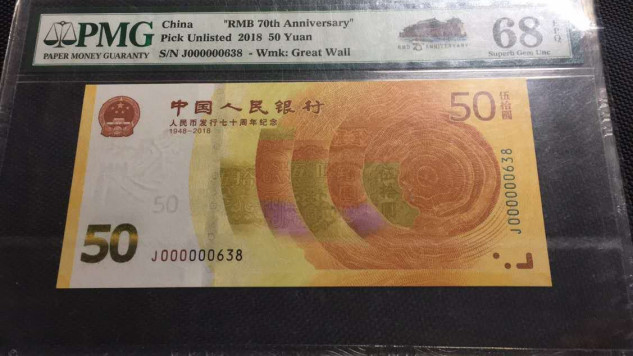 PMG
PAPER MONEY GUARANTY
China "RMB 70th Anniversary"
Pick Unlisted 2018 50 Yuan
S/N J000000638 - Wmk: Great Wall
68 EPQ
Superb Gem Unc
中国人民银行
人民币发行七十周年纪念
1948-2018
50
伍拾圆
50
50
J000000638
J000000638